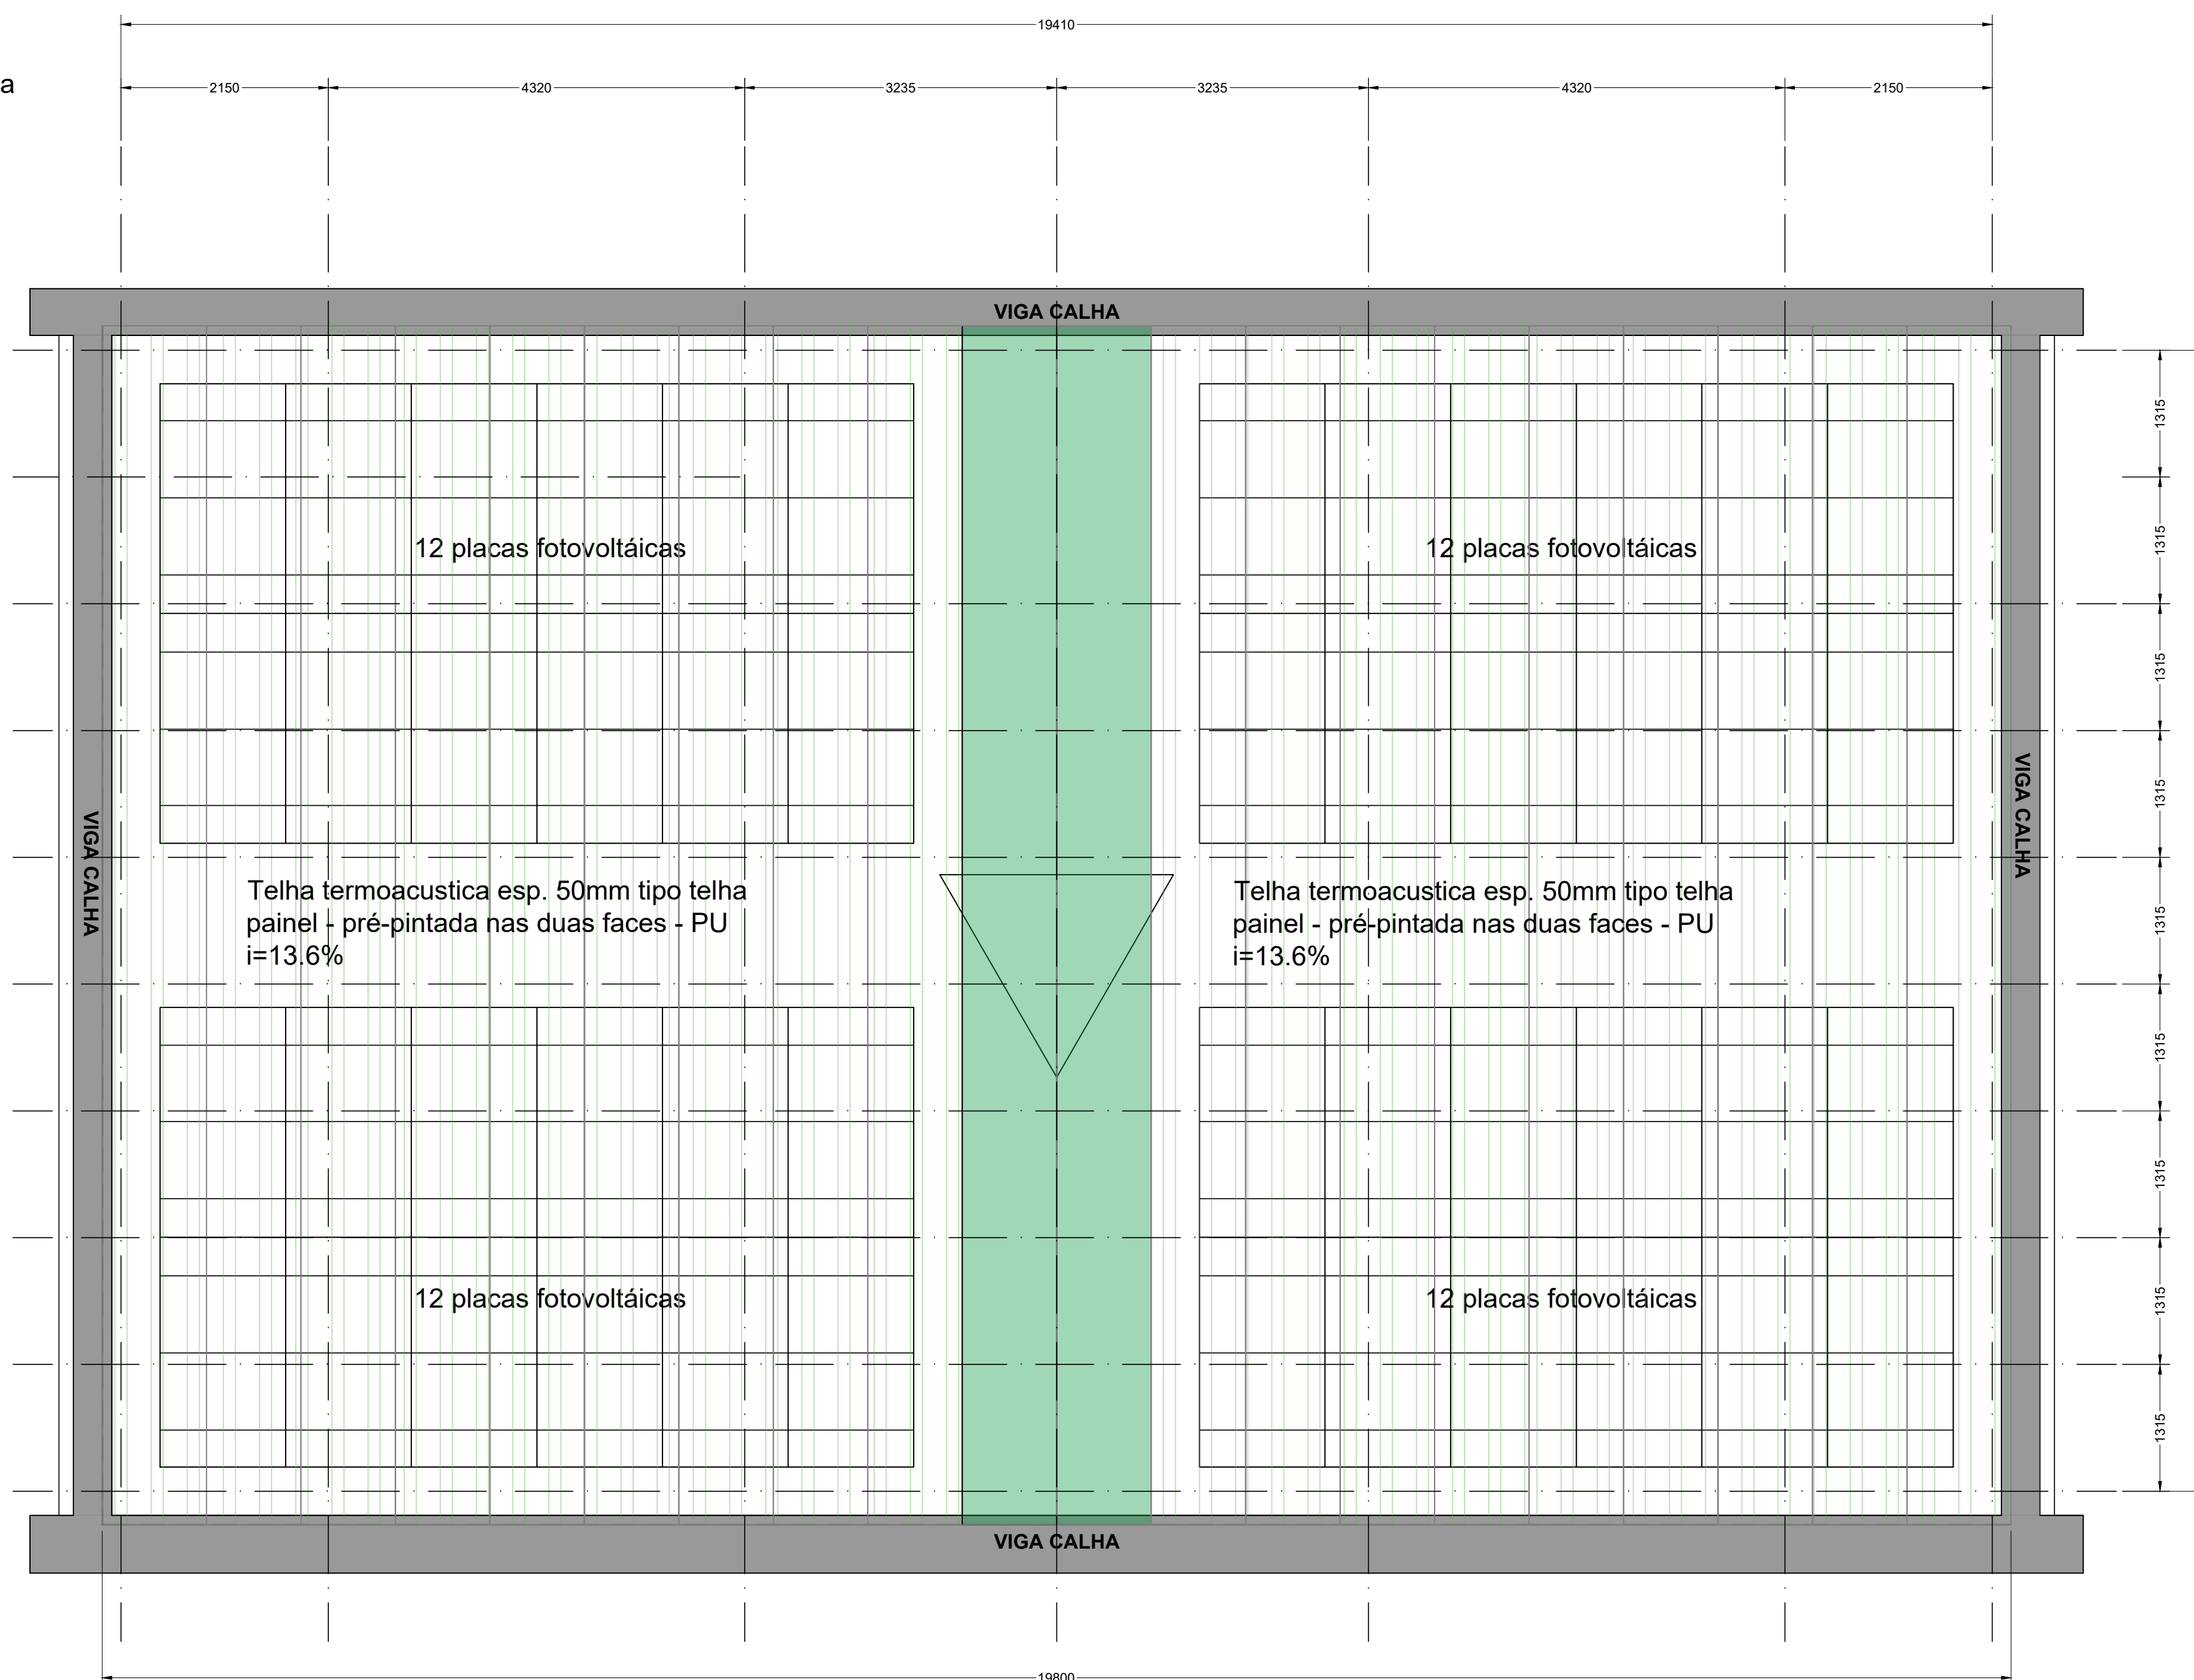 19410
a
2150
4320
3235
3235
4320
2150
VIGA CALHA
1315
1315
12 placas fotovoltáicas
12 placas fotovoltáicas
1315
1315
VIGA CALHA
VIGA CALHA
Telha termoacustica esp. 50mm tipo telha
painel - pré-pintada nas duas faces - PU
i=13.6%
Telha termoacustica esp. 50mm tipo telha
painel - pré-pintada nas duas faces - PU
i=13.6%
1315
1315
1315
12 placas fotovoltáicas
12 placas fotovoltáicas
1315
1315
VIGA CALHA
19800